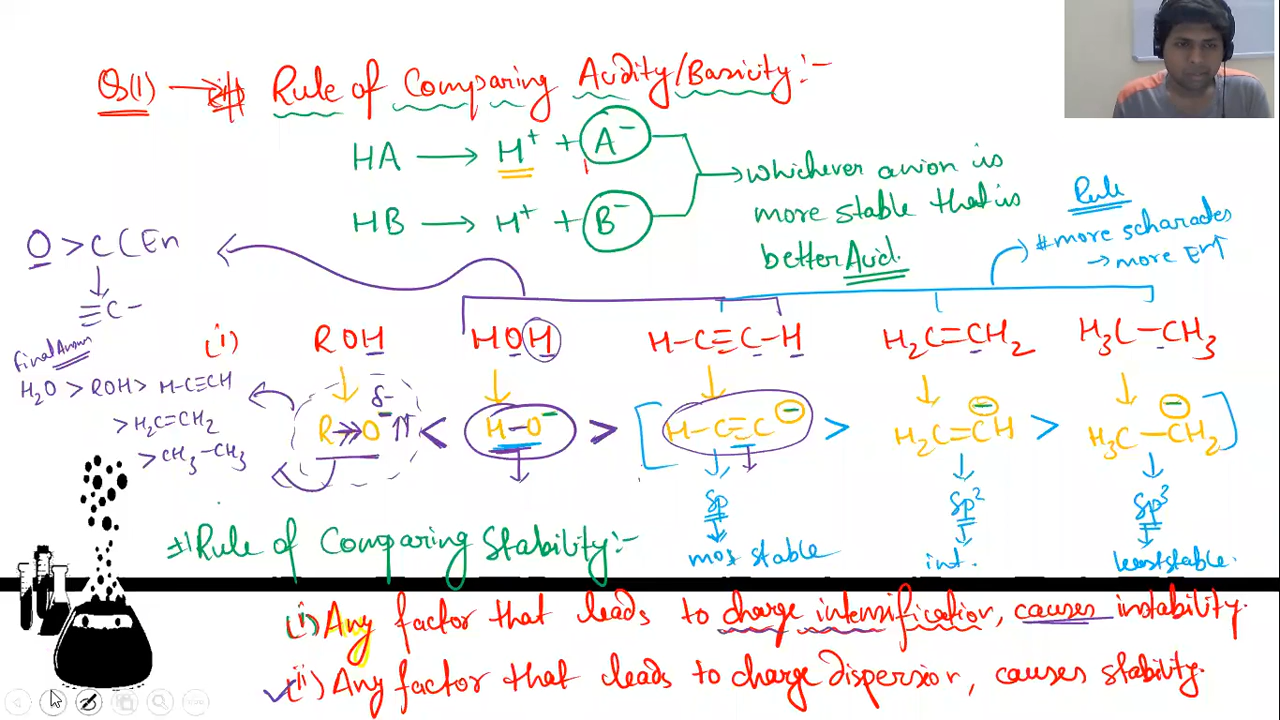 Q(1) → # Rule of Comparing Acidity/Basicity:-
HA → H⁺ + A⁻
HB → H⁺ + B⁻
→ whichever anion is
more stable that is
better Acid.
Rule
# more s charades
→ more En ↑
O > C (En
≡C-
Final Answer
H₂O > ROH > H-C≡CH
> H₂C=CH₂
> CH₃-CH₃
(i) ROH HOH H-C≡C-H H₂C=CH₂ H₃C-CH₃
δ-
R->>O⁻ ↑↑ < H-O⁻ > [H-C≡C⊖ > H₂C=CH⊖ > H₃C-CH₂⊖]
Sp Sp² Sp³
most stable int. least stable.
# Rule of Comparing Stability:-
(i) Any factor that leads to charge intensification, causes instability.
(ii) Any factor that leads to charge dispersion, causes stability.